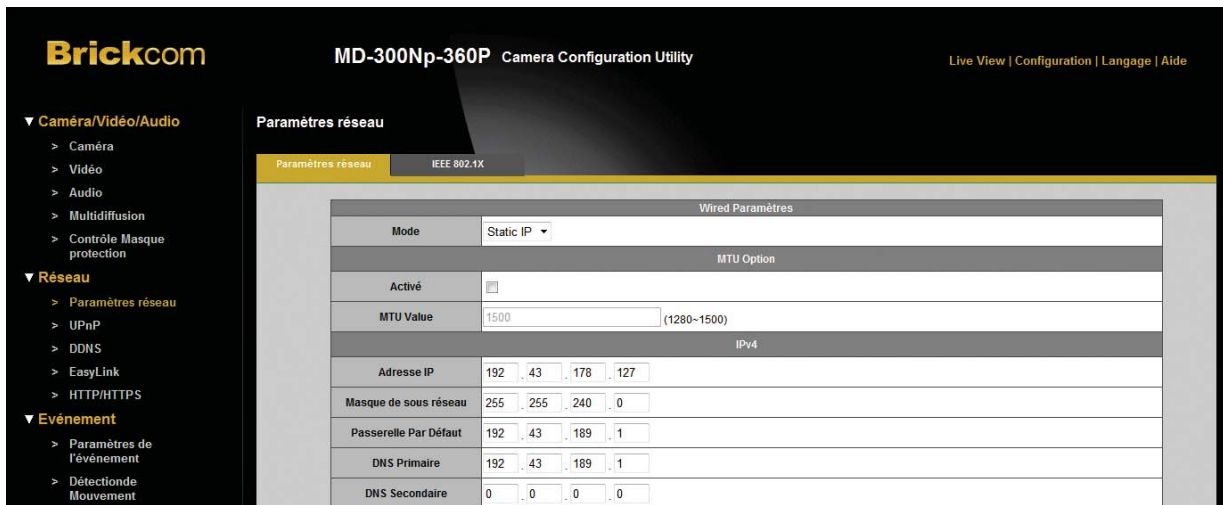 Brickcom
MD-300Np-360P Camera Configuration Utility
Live View | Configuration | Langage | Aide
▼ Caméra/Vidéo/Audio
> Caméra
> Vidéo
> Audio
> Multidiffusion
> Contrôle Masque
protection
▼ Réseau
> Paramètres réseau
> UPnP
> DDNS
> EasyLink
> HTTP/HTTPS
▼ Evénement
> Paramètres de
l'événement
> Détectionde
Mouvement
Paramètres réseau
Paramètres réseau IEEE 802.1X
Wired Paramètres
Mode Static IP
MTU Option
Activé
MTU Value 1500 (1280~1500)
IPv4
Adresse IP 192 . 43 . 178 . 127
Masque de sous réseau 255 . 255 . 240 . 0
Passerelle Par Défaut 192 . 43 . 189 . 1
DNS Primaire 192 . 43 . 189 . 1
DNS Secondaire 0 . 0 . 0 . 0